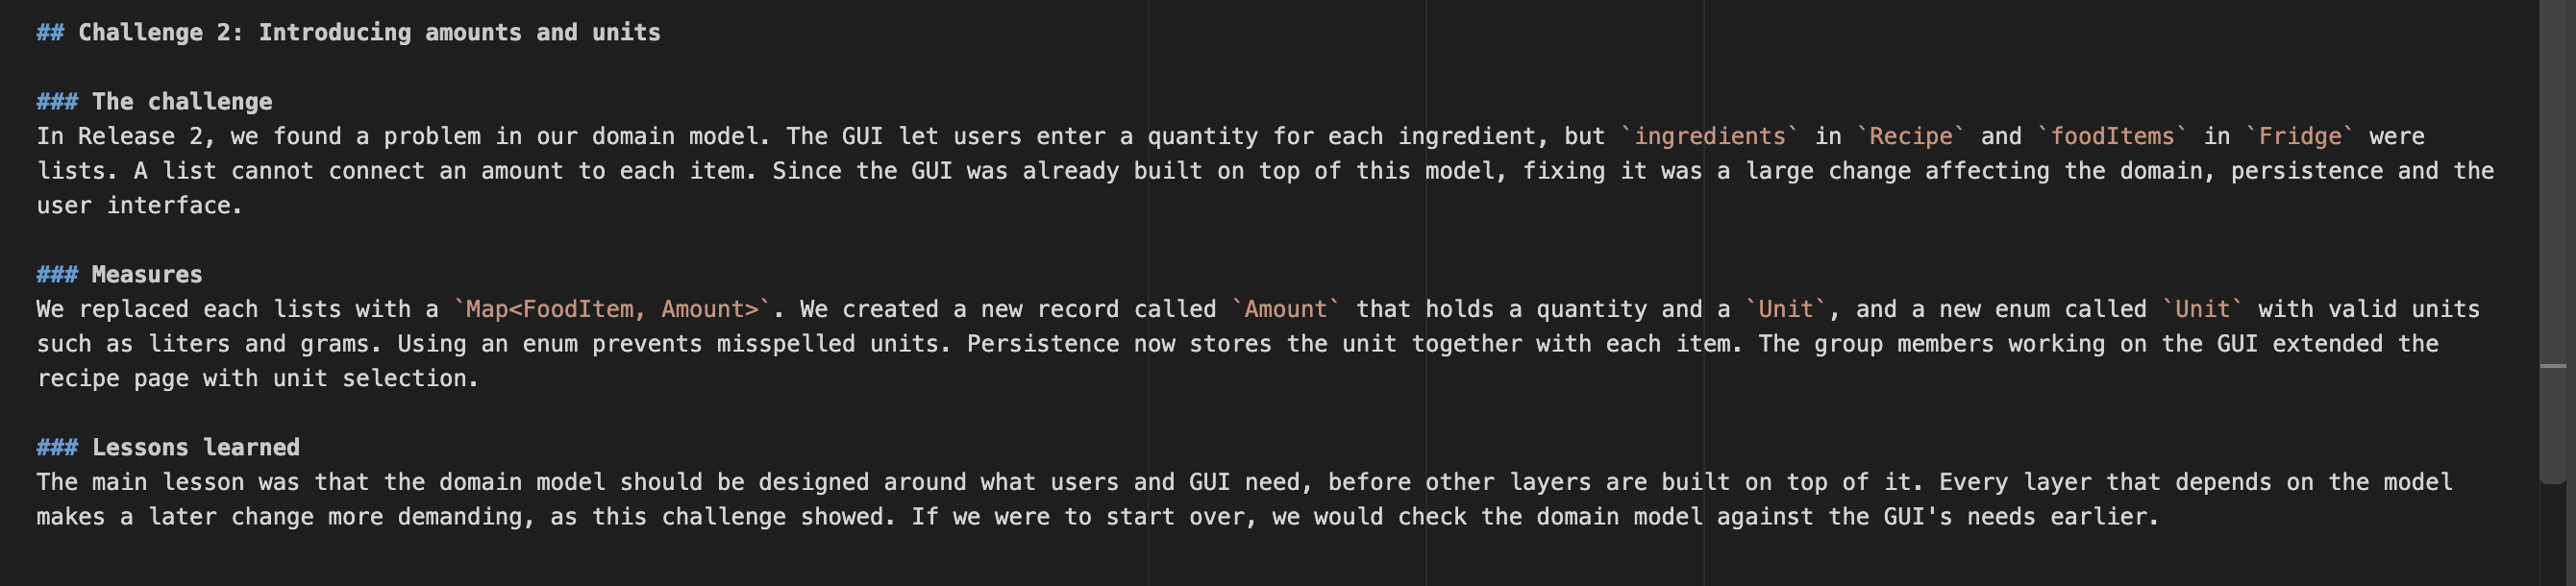 ## Challenge 2: Introducing amounts and units
### The challenge
In Release 2, we found a problem in our domain model. The GUI let users enter a quantity for each ingredient, but `ingredients` in `Recipe` and `foodItems` in `Fridge` were
lists. A list cannot connect an amount to each item. Since the GUI was already built on top of this model, fixing it was a large change affecting the domain, persistence and the
user interface.
### Measures
We replaced each lists with a `Map<FoodItem, Amount>`. We created a new record called `Amount` that holds a quantity and a `Unit`, and a new enum called `Unit` with valid units
such as liters and grams. Using an enum prevents misspelled units. Persistence now stores the unit together with each item. The group members working on the GUI extended the
recipe page with unit selection.
### Lessons learned
The main lesson was that the domain model should be designed around what users and GUI need, before other layers are built on top of it. Every layer that depends on the model
makes a later change more demanding, as this challenge showed. If we were to start over, we would check the domain model against the GUI's needs earlier.